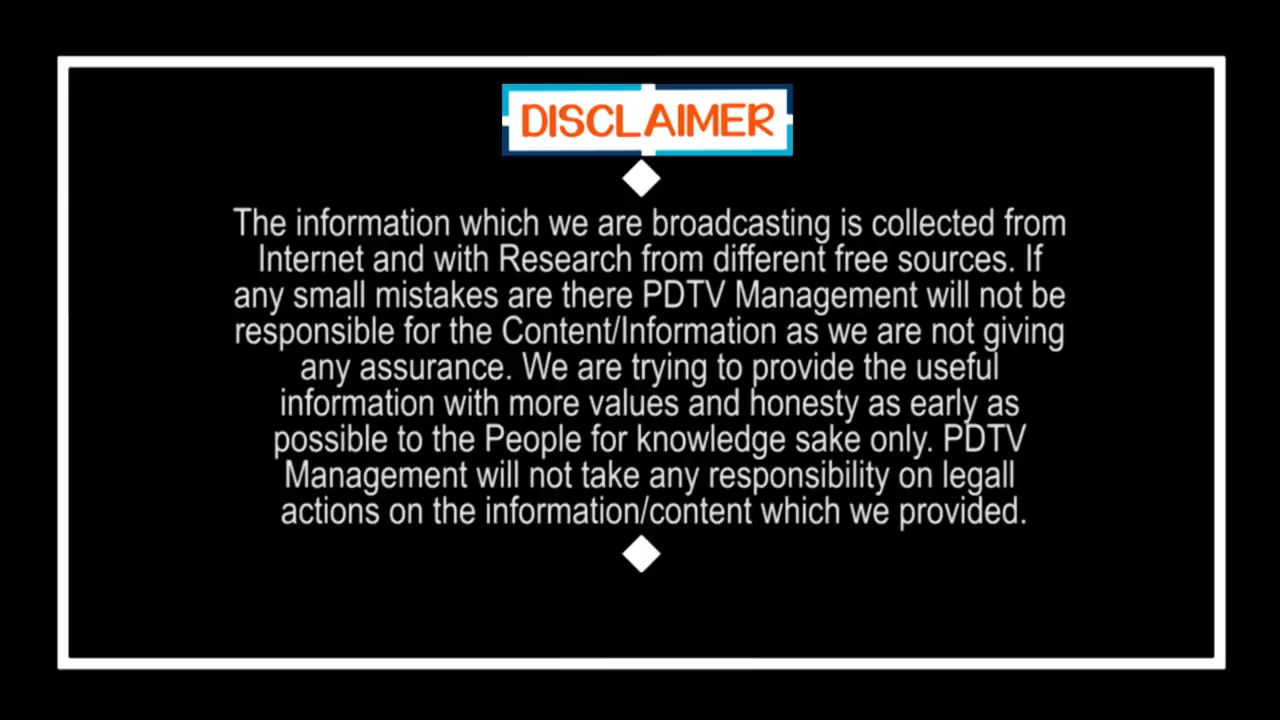 DISCLAIMER
The information which we are broadcasting is collected from
Internet and with Research from different free sources. If
any small mistakes are there PDTV Management will not be
responsible for the Content/Information as we are not giving
any assurance. We are trying to provide the useful
information with more values and honesty as early as
possible to the People for knowledge sake only. PDTV
Management will not take any responsibility on legall
actions on the information/content which we provided.